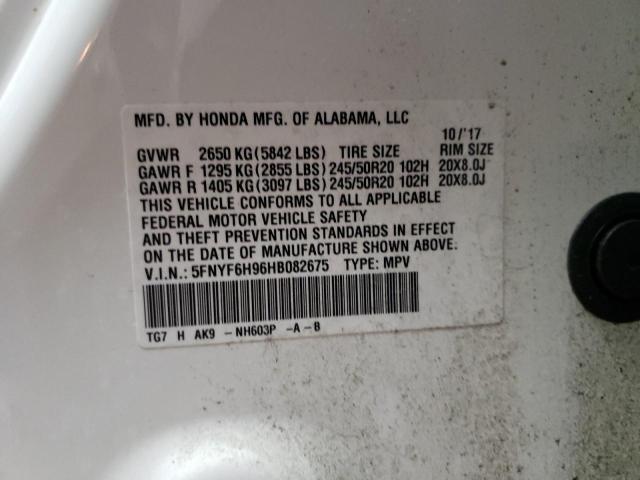 MFD. BY HONDA MFG. OF ALABAMA, LLC 10/'17
GVWR 2650 KG(5842 LBS) TIRE SIZE RIM SIZE
GAWR F 1295 KG(2855 LBS) 245/50R20 102H 20X8.0J
GAWR R 1405 KG(3097 LBS) 245/50R20 102H 20X8.0J
THIS VEHICLE CONFORMS TO ALL APPLICABLE
FEDERAL MOTOR VEHICLE SAFETY
AND THEFT PREVENTION STANDARDS IN EFFECT
ON THE DATE OF MANUFACTURE SHOWN ABOVE.
V.I.N.: 5FNYF6H96HB082675 TYPE: MPV
TG7 H AK9 - NH603P -A-B